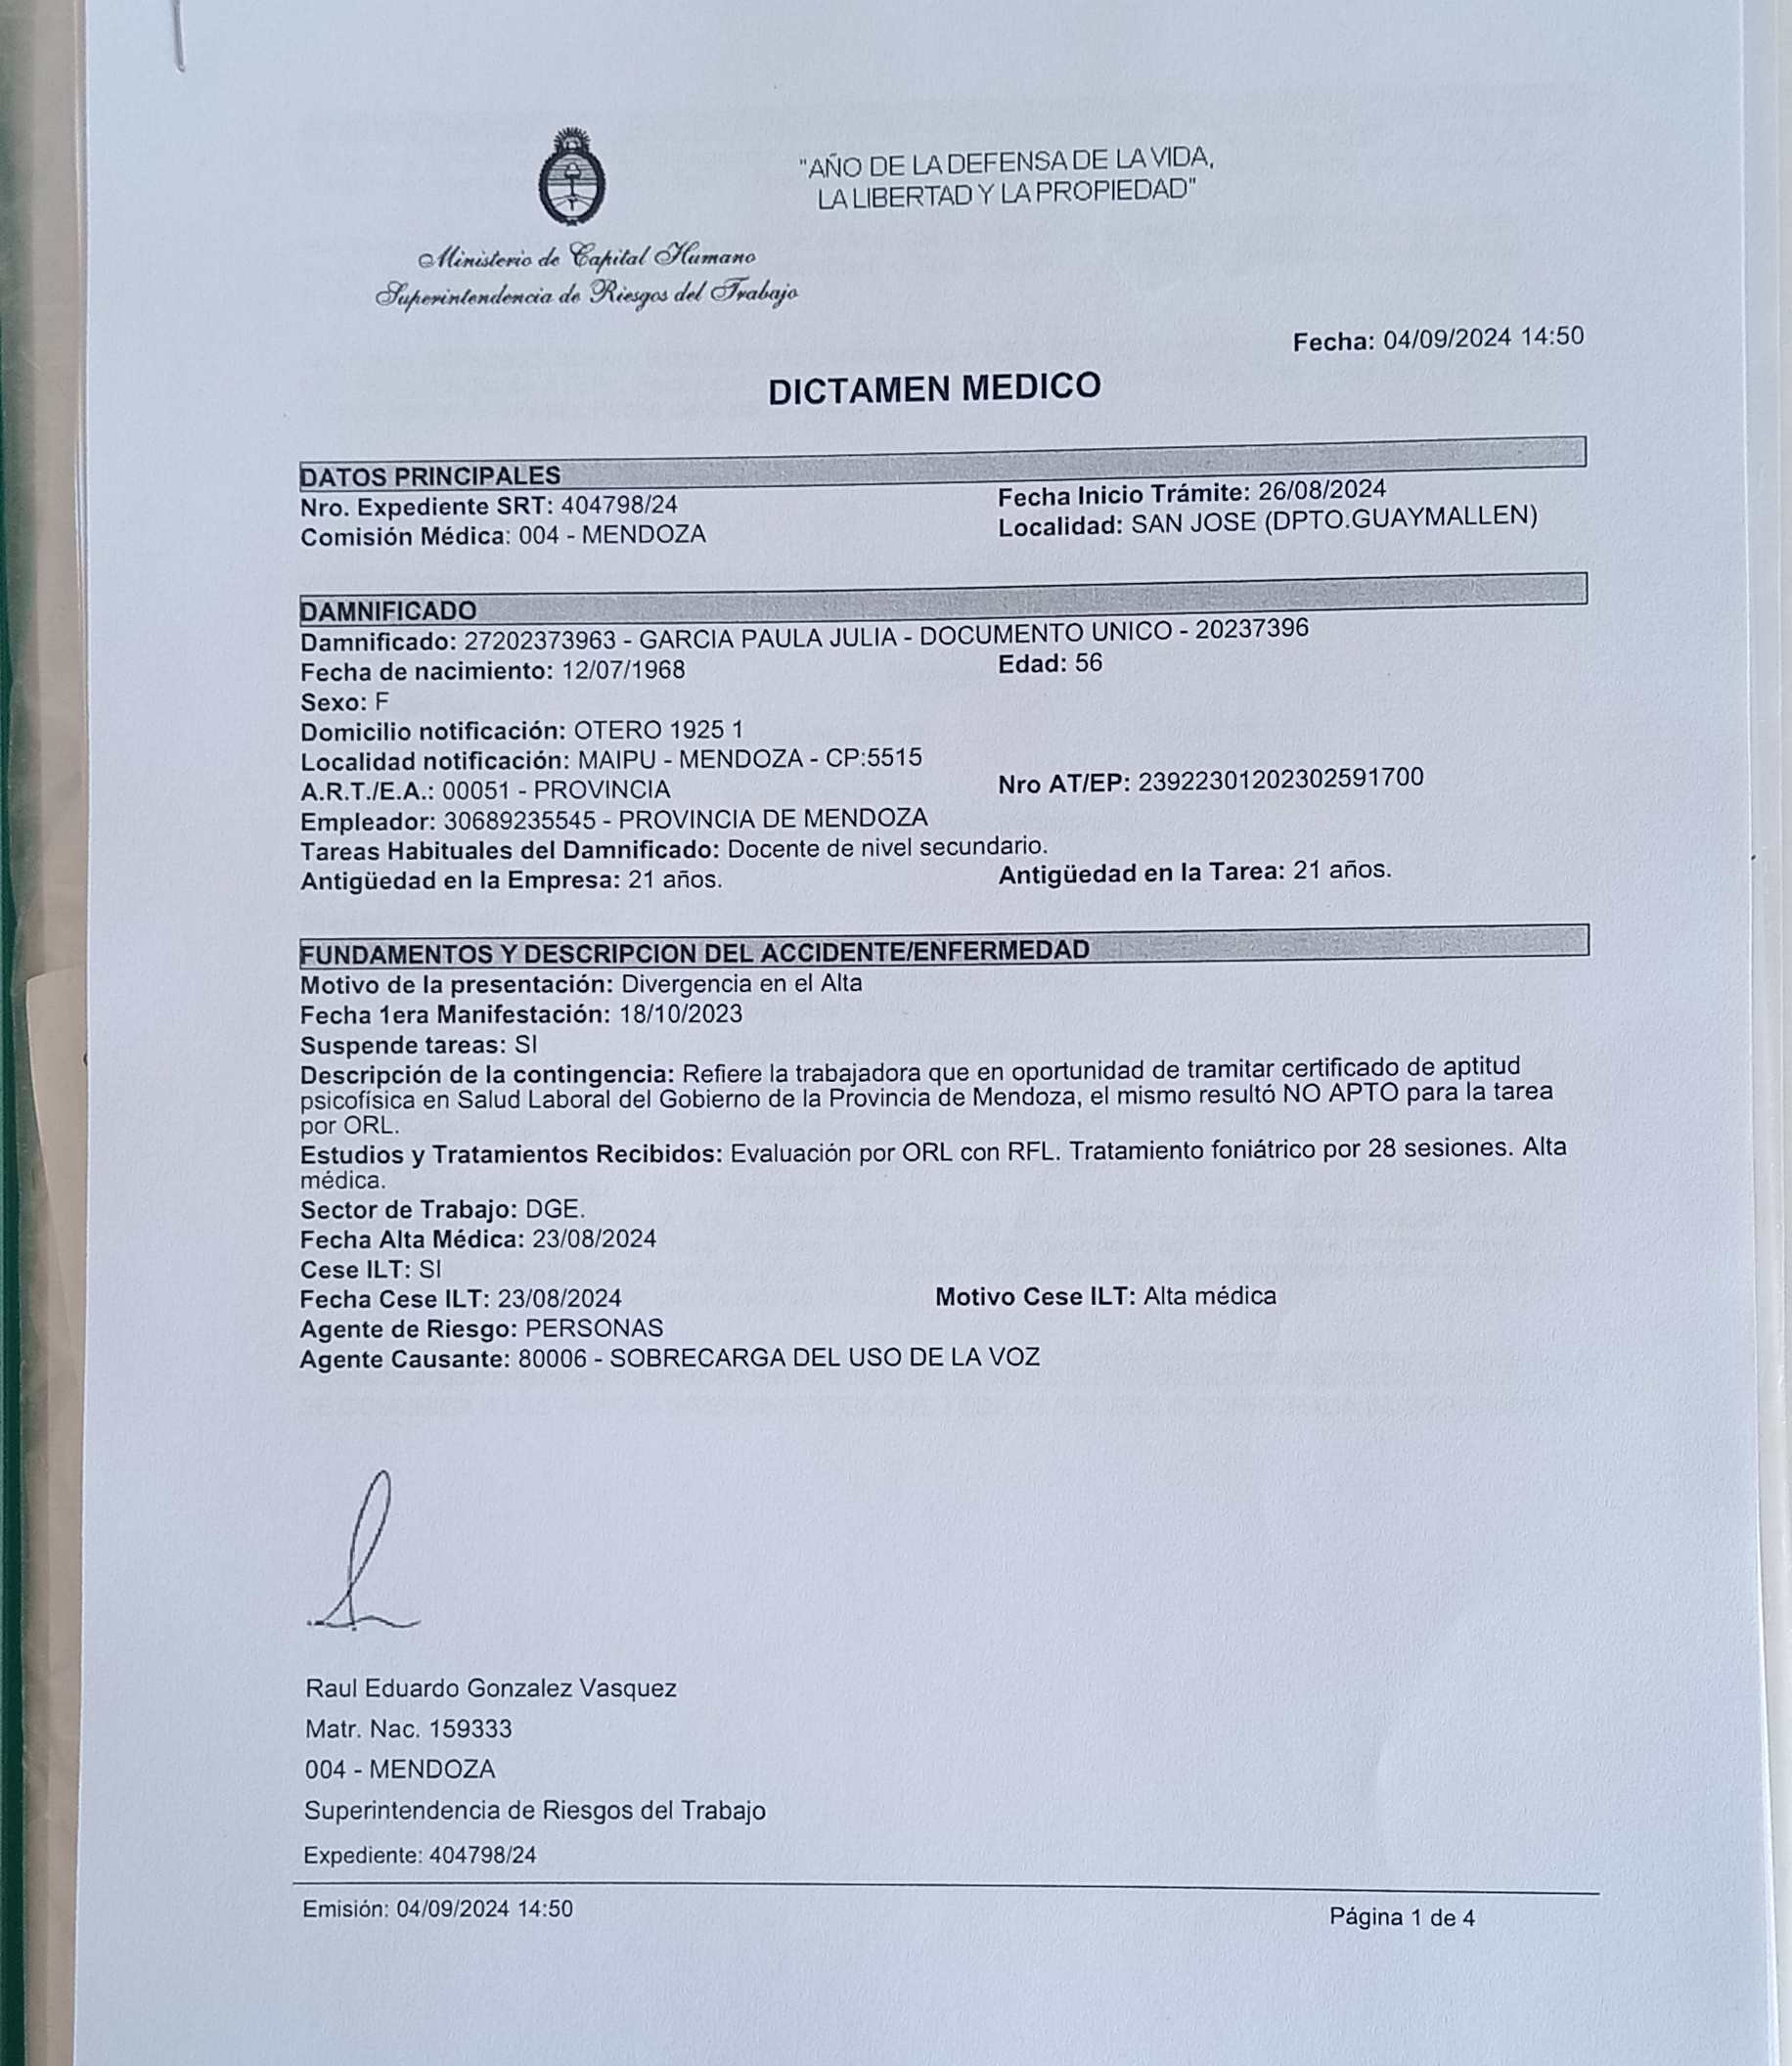 "AÑO DE LA DEFENSA DE LA VIDA,
LA LIBERTAD Y LA PROPIEDAD"
Ministerio de Capital Humano
Superintendencia de Riesgos del Trabajo
Fecha: 04/09/2024 14:50
DICTAMEN MEDICO
DATOS PRINCIPALES
Nro. Expediente SRT: 404798/24 Fecha Inicio Trámite: 26/08/2024
Comisión Médica: 004 - MENDOZA Localidad: SAN JOSE (DPTO.GUAYMALLEN)
DAMNIFICADO
Damnificado: 27202373963 - GARCIA PAULA JULIA - DOCUMENTO UNICO - 20237396
Fecha de nacimiento: 12/07/1968 Edad: 56
Sexo: F
Domicilio notificación: OTERO 1925 1
Localidad notificación: MAIPU - MENDOZA - CP:5515
A.R.T./E.A.: 00051 - PROVINCIA Nro AT/EP: 23922301202302591700
Empleador: 30689235545 - PROVINCIA DE MENDOZA
Tareas Habituales del Damnificado: Docente de nivel secundario.
Antigüedad en la Empresa: 21 años. Antigüedad en la Tarea: 21 años.
FUNDAMENTOS Y DESCRIPCION DEL ACCIDENTE/ENFERMEDAD
Motivo de la presentación: Divergencia en el Alta
Fecha 1era Manifestación: 18/10/2023
Suspende tareas: SI
Descripción de la contingencia: Refiere la trabajadora que en oportunidad de tramitar certificado de aptitud
psicofísica en Salud Laboral del Gobierno de la Provincia de Mendoza, el mismo resultó NO APTO para la tarea
por ORL.
Estudios y Tratamientos Recibidos: Evaluación por ORL con RFL. Tratamiento foniátrico por 28 sesiones. Alta
médica.
Sector de Trabajo: DGE.
Fecha Alta Médica: 23/08/2024
Cese ILT: SI
Fecha Cese ILT: 23/08/2024 Motivo Cese ILT: Alta médica
Agente de Riesgo: PERSONAS
Agente Causante: 80006 - SOBRECARGA DEL USO DE LA VOZ
Raul Eduardo Gonzalez Vasquez
Matr. Nac. 159333
004 - MENDOZA
Superintendencia de Riesgos del Trabajo
Expediente: 404798/24
Emisión: 04/09/2024 14:50 Página 1 de 4